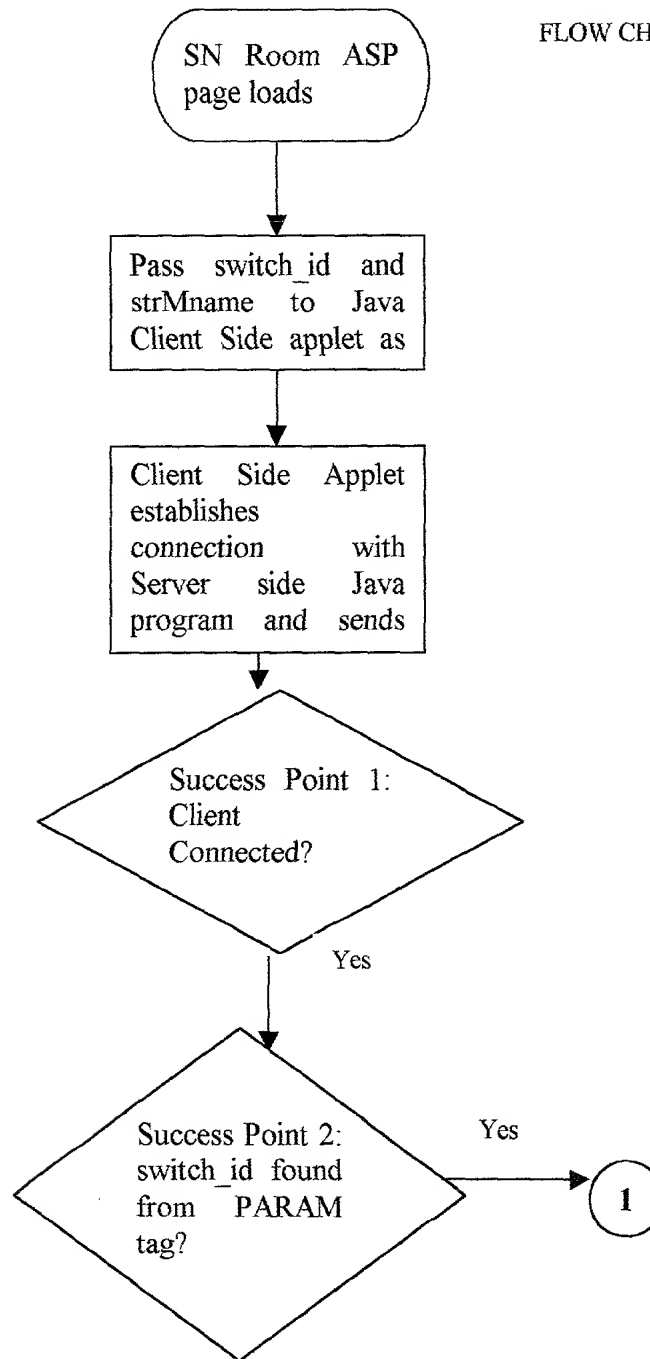 FLOW CH
SN Room ASP
page loads
Pass switch_id and
strMname to Java
Client Side applet as
Client Side Applet
establishes
connection with
Server side Java
program and sends
Success Point 1:
Client
Connected?
Yes
Success Point 2:
switch_id found
from PARAM
tag?
Yes
1